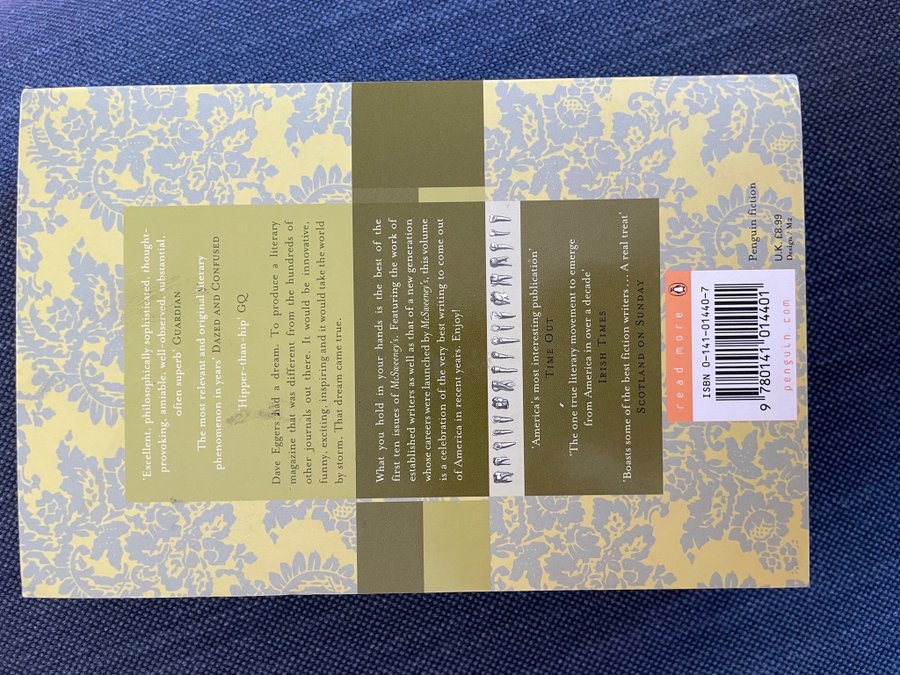 'Excellent, philosophically sophisticated, thought-
provoking, amiable, well-observed, substantial,
often superb' GUARDIAN
'The most relevant and original literary
phenomenon in years' DAZED AND CONFUSED
'Hipper-than-hip' GQ
Dave Eggers had a dream. To produce a literary
magazine that was different from the hundreds of
other journals out there. It would be innovative,
funny, exciting, inspiring and it would take the world
by storm. That dream came true.
What you hold in your hands is the best of the
first ten issues of McSweeney's. Featuring the work of
established writers as well as that of a new generation
whose careers were launched by McSweeney's, this volume
is a celebration of the very best writing to come out
of America in recent years. Enjoy!
'America's most interesting publication'
TIME OUT
'The one true literary movement to emerge
from America in over a decade'
IRISH TIMES
'Boasts some of the best fiction writers... A real treat'
SCOTLAND ON SUNDAY
read more
ISBN 0-141-01440-7
9 780141 014401
penguin.com
Penguin fiction
U.K. £8.99
Design: M2